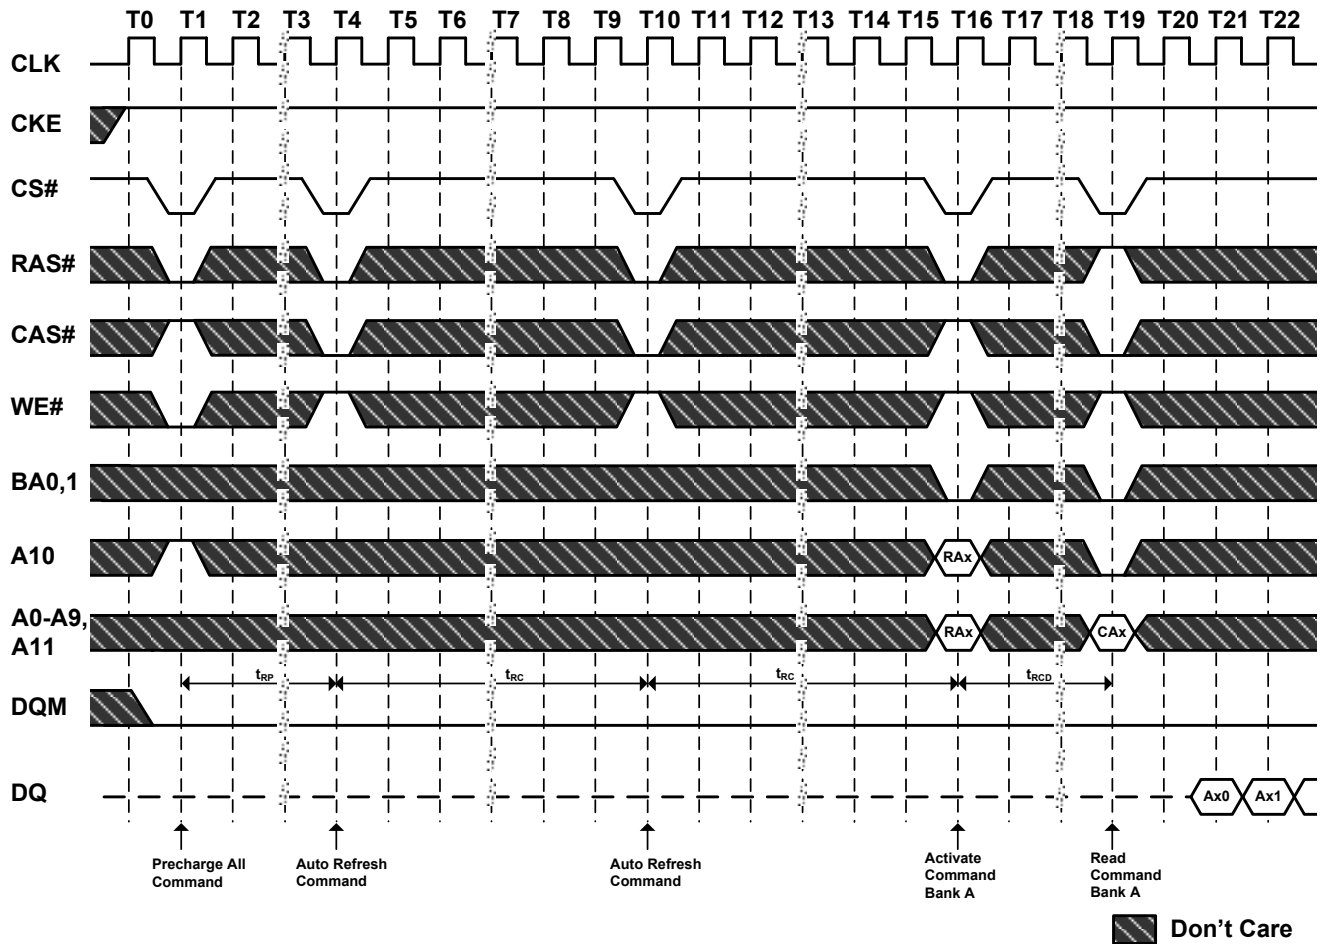 T0 T1 T2 T3 T4 T5 T6 T7 T8 T9 T10 T11 T12 T13 T14 T15 T16 T17 T18 T19 T20 T21 T22
CLK
CKE
CS#
RAS#
CAS#
WE#
BA0,1
A10
RAx
A0-A9,
A11
RAx CAx
tRP tRC tRC tRCD
DQM
DQ
Ax0 Ax1
Precharge All
Command
Auto Refresh
Command
Auto Refresh
Command
Activate
Command
Bank A
Read
Command
Bank A
Don't Care